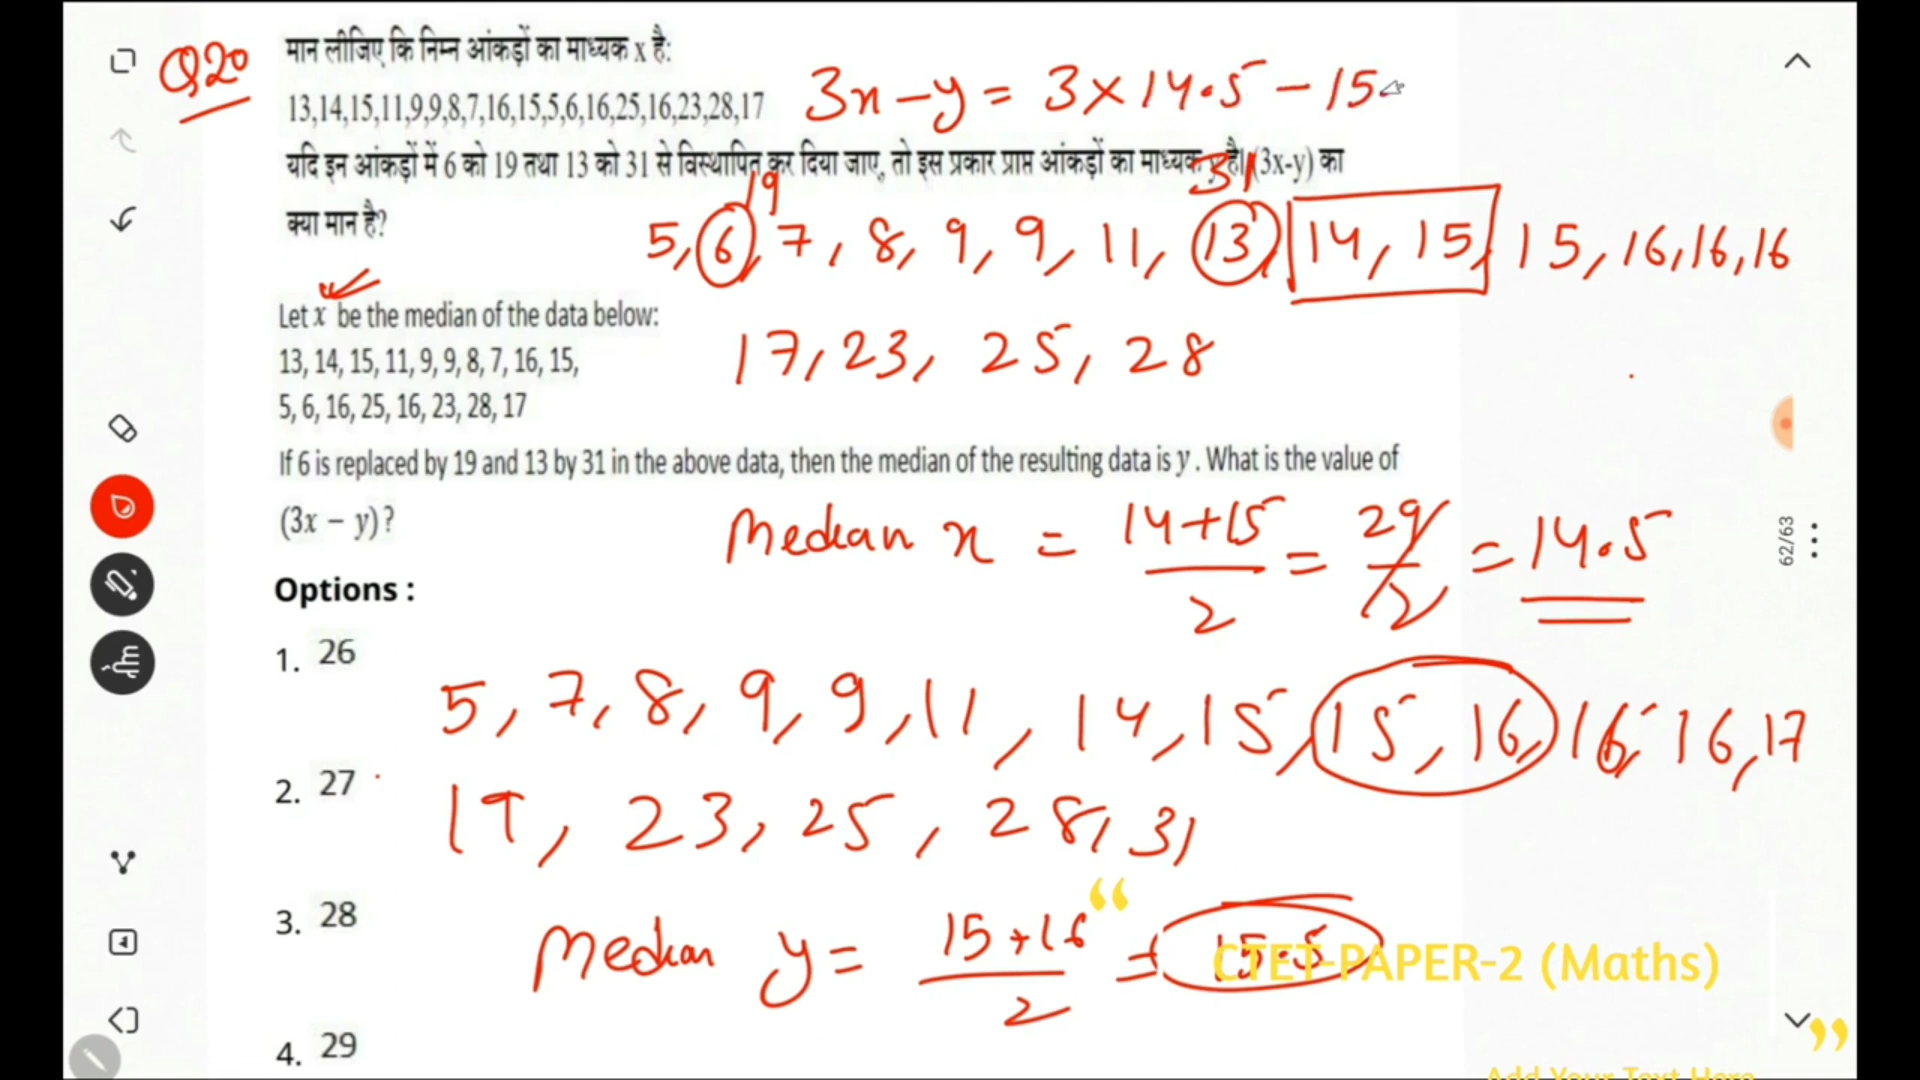 Q20
मान लीजिए कि निम्न आंकड़ों का माध्यक x है:
13,14,15,11,9,9,8,7,16,15,5,6,16,25,16,23,28,17
3x - y = 3 × 14.5 - 15.
यदि इन आंकड़ों में 6 को 19 तथा 13 को 31 से विस्थापित कर दिया जाए, तो इस प्रकार प्राप्त आंकड़ों का माध्यक y है। (3x-y) का
क्या मान है?
19
31
5, 6, 7, 8, 9, 9, 11, 13, 14, 15, 15, 16, 16, 16
17, 23, 25, 28
Let x be the median of the data below:
13, 14, 15, 11, 9, 9, 8, 7, 16, 15,
5, 6, 16, 25, 16, 23, 28, 17
If 6 is replaced by 19 and 13 by 31 in the above data, then the median of the resulting data is y. What is the value of
(3x − y)?
Median x = 14+15/2 = 29/2 = 14.5
Options :
1. 26
5, 7, 8, 9, 9, 11, 14, 15, 15, 16, 16, 16, 17
2. 27
19, 23, 25, 28, 31
3. 28
Median y = 15+16/2 = 15.5
4. 29
62/63
“
CTET-PAPER-2 (Maths)
”
Add Your Text Here